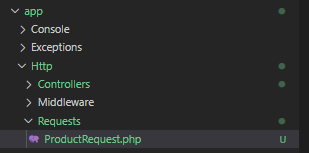 app
Console
Exceptions
Http
Controllers
Middleware
Requests
ProductRequest.php U